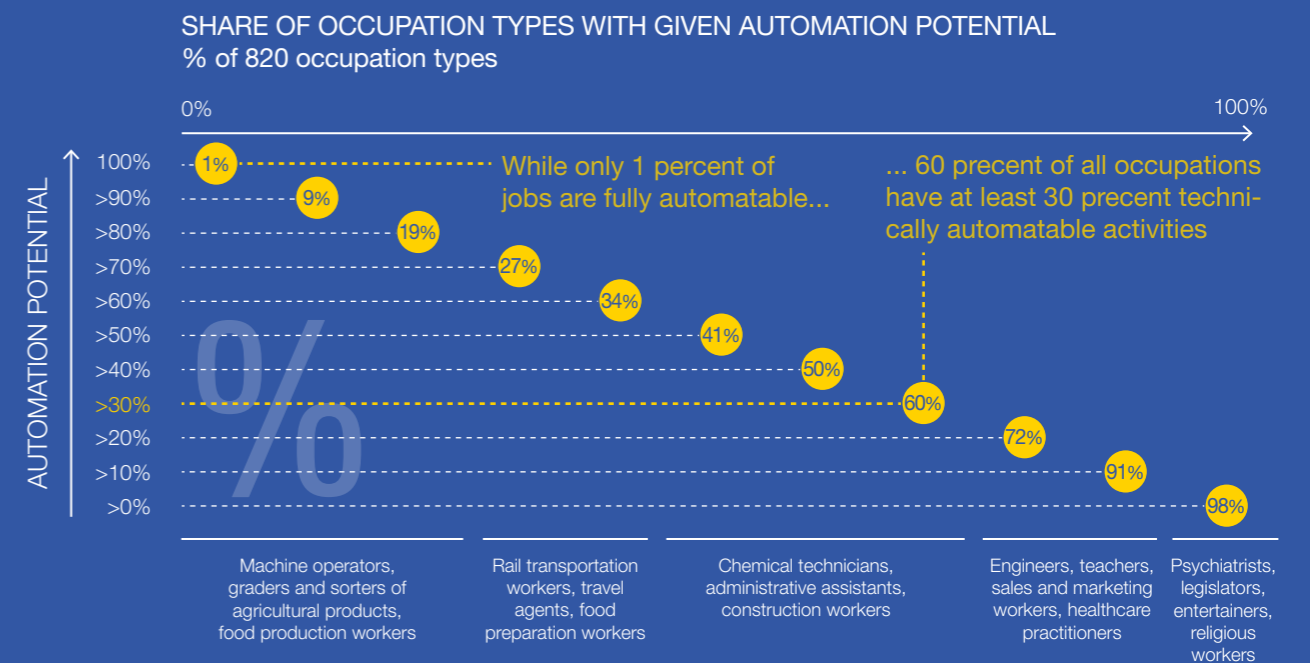 SHARE OF OCCUPATION TYPES WITH GIVEN AUTOMATION POTENTIAL
% of 820 occupation types
0%
100%
AUTOMATION POTENTIAL
100%
1%
While only 1 percent of
jobs are fully automatable...
... 60 precent of all occupations
have at least 30 precent techni-
cally automatable activities
>90%
9%
>80%
19%
>70%
27%
>60%
34%
>50%
41%
>40%
50%
>30%
60%
>20%
72%
>10%
91%
>0%
98%
%
Machine operators,
graders and sorters of
agricultural products,
food production workers
Rail transportation
workers, travel
agents, food
preparation workers
Chemical technicians,
administrative assistants,
construction workers
Engineers, teachers,
sales and marketing
workers, healthcare
practitioners
Psychiatrists,
legislators,
entertainers,
religious
workers